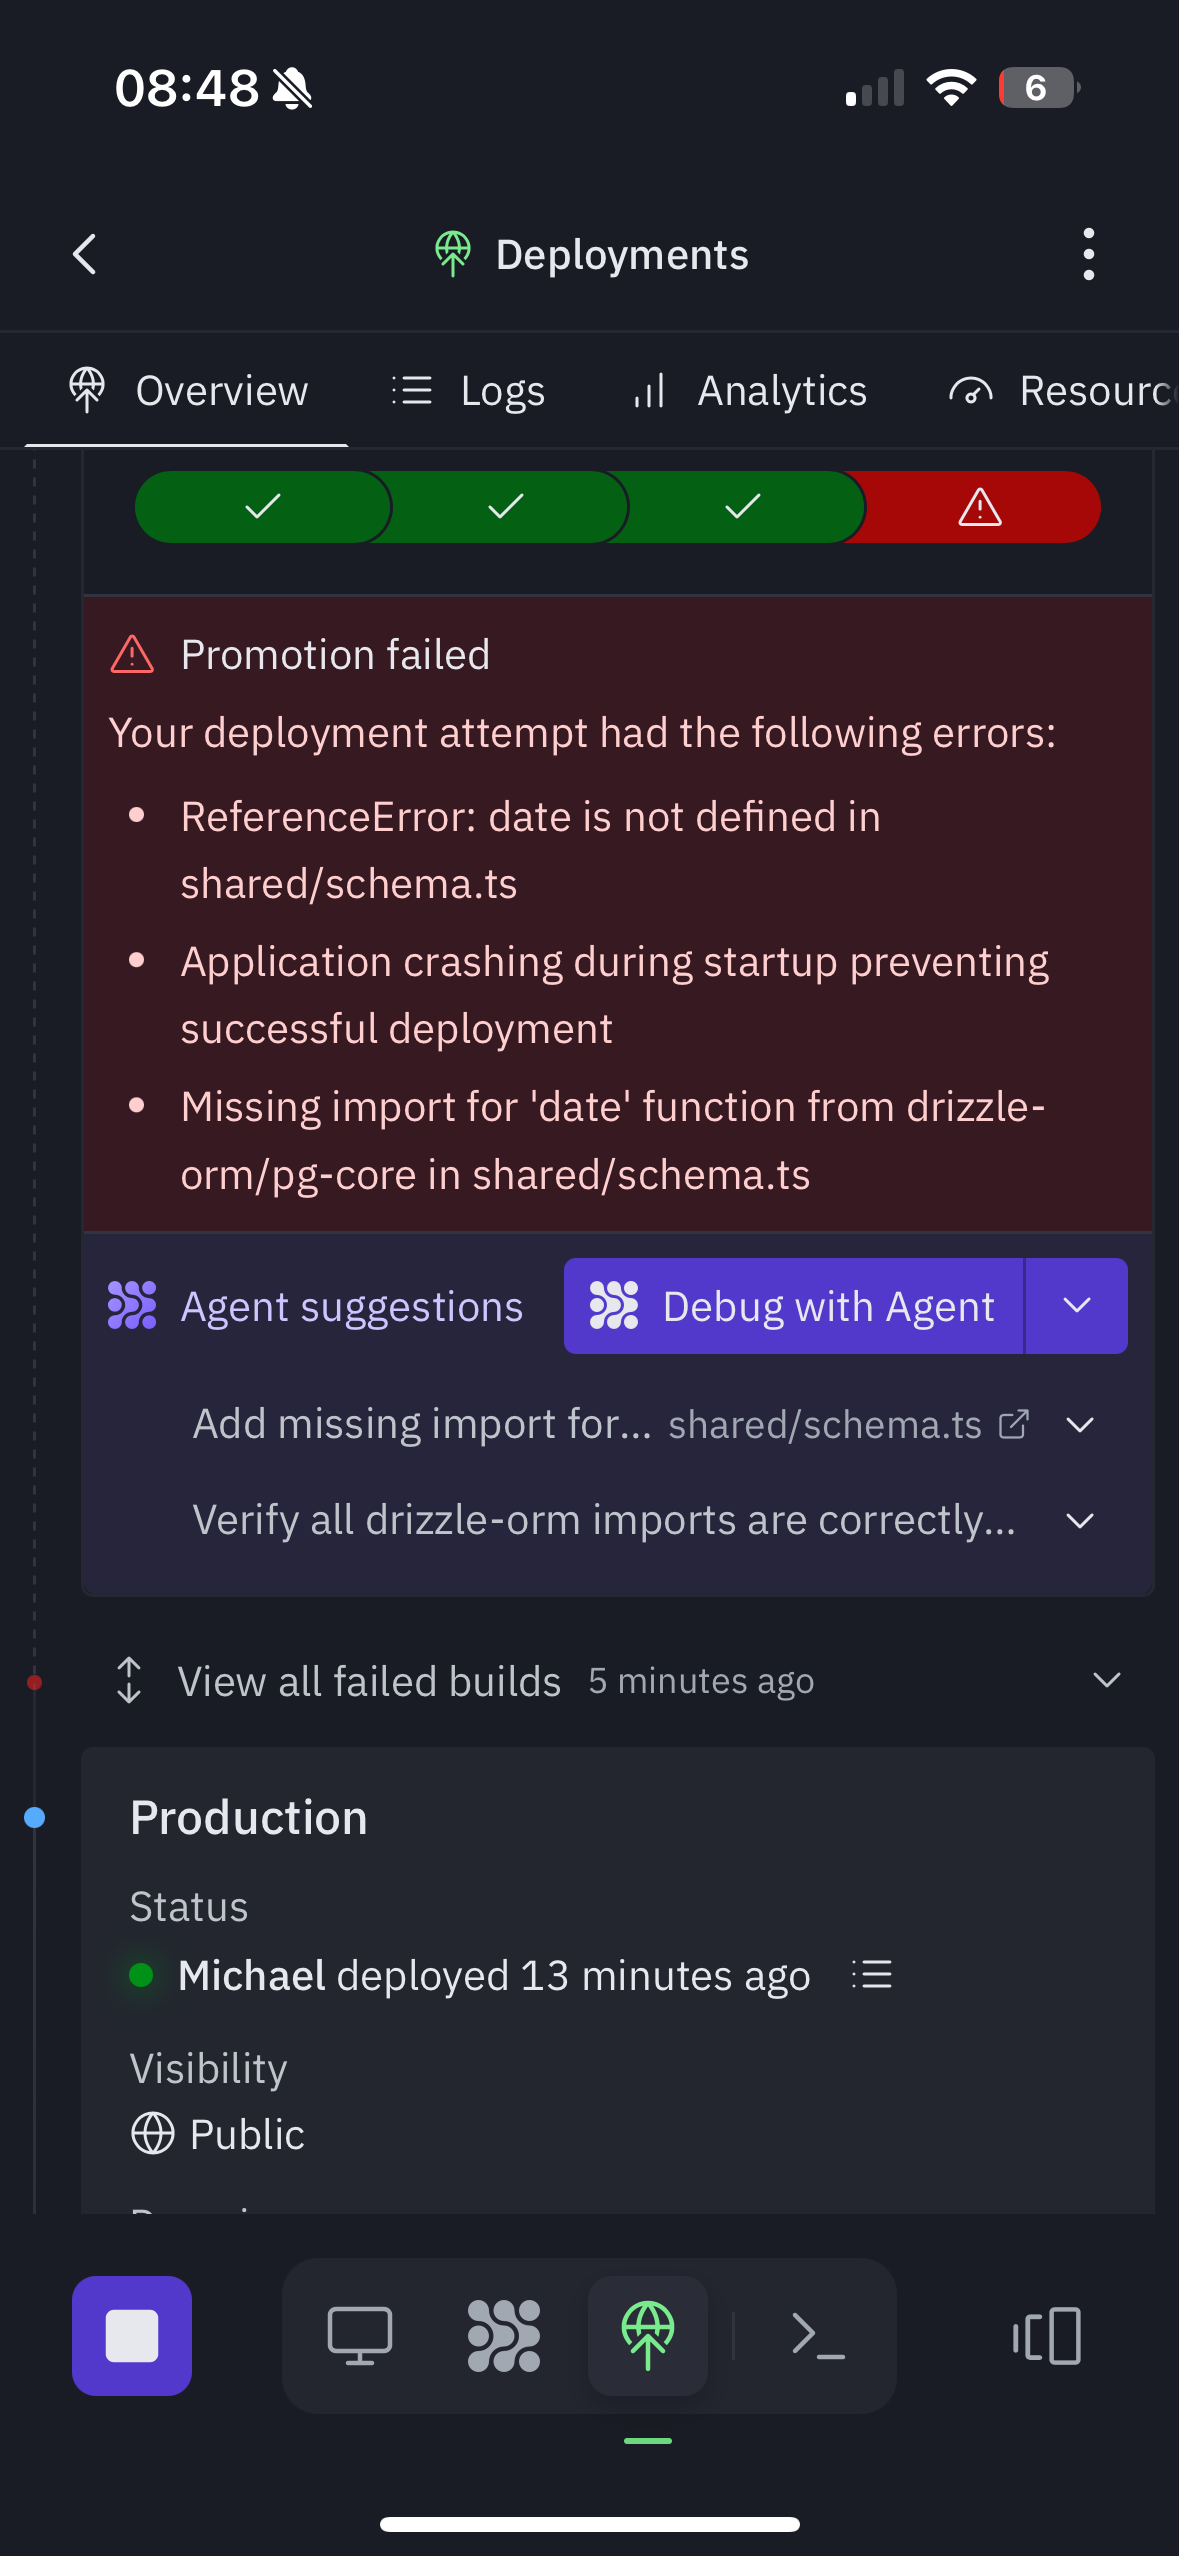 08:48
6
Deployments
Overview
Logs
Analytics
Resourc
Promotion failed
Your deployment attempt had the following errors:
• ReferenceError: date is not defined in
shared/schema.ts
• Application crashing during startup preventing
successful deployment
• Missing import for 'date' function from drizzle-
orm/pg-core in shared/schema.ts
Agent suggestions
Debug with Agent
Add missing import for... shared/schema.ts
Verify all drizzle-orm imports are correctly...
View all failed builds 5 minutes ago
Production
Status
Michael deployed 13 minutes ago
Visibility
Public